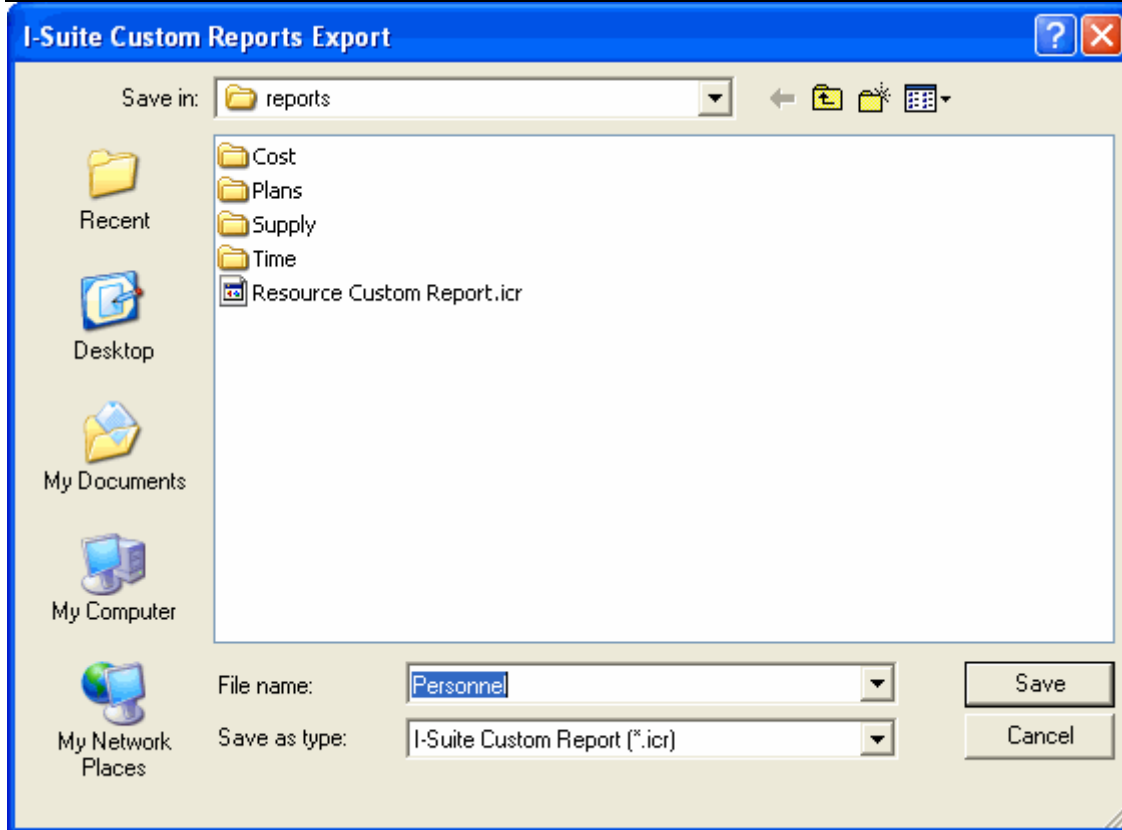 I-Suite Custom Reports Export
Save in:
reports
Recent
Desktop
My Documents
My Computer
My Network
Places
Cost
Plans
Supply
Time
Resource Custom Report.icr
File name:
Personnel
Save
Save as type:
I-Suite Custom Report (*.icr)
Cancel